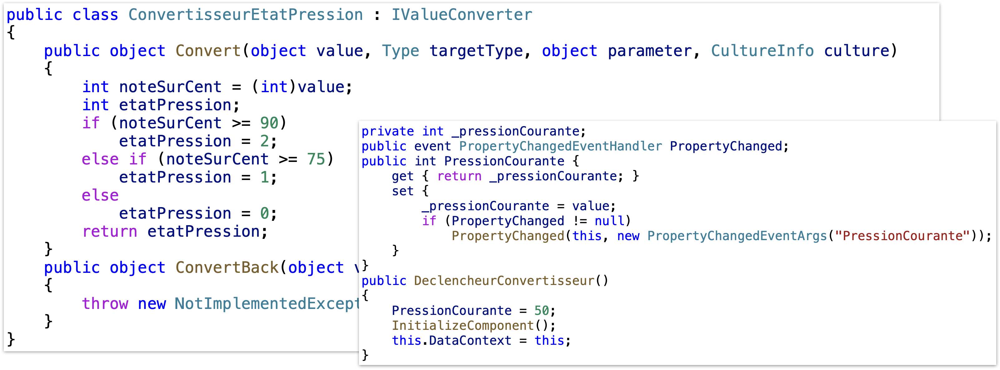 public class ConvertisseurEtatPression : IValueConverter
{
    public object Convert(object value, Type targetType, object parameter, CultureInfo culture)
    {
        int noteSurCent = (int)value;
        int etatPression;
        if (noteSurCent >= 90)
            etatPression = 2;
        else if (noteSurCent >= 75)
            etatPression = 1;
        else
            etatPression = 0;
        return etatPression;
    }
    public object ConvertBack(object
    {
        throw new NotImplementedExcept
    }
}
private int _pressionCourante;
public event PropertyChangedEventHandler PropertyChanged;
public int PressionCourante {
    get { return _pressionCourante; }
    set {
        _pressionCourante = value;
        if (PropertyChanged != null)
            PropertyChanged(this, new PropertyChangedEventArgs("PressionCourante"));
    }
}
public DeclencheurConvertisseur()
{
    PressionCourante = 50;
    InitializeComponent();
    this.DataContext = this;
}